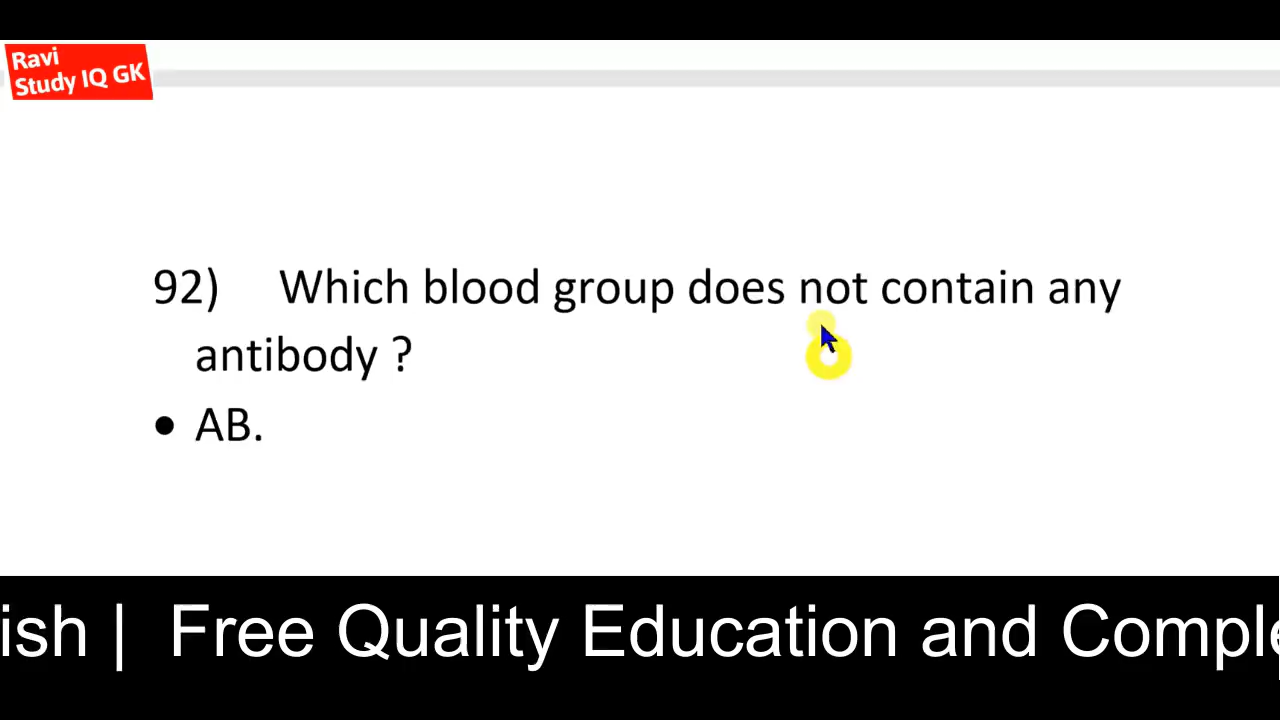 Ravi
Study IQ GK
92) Which blood group does not contain any
antibody ?
• AB.
ish | Free Quality Education and Comple